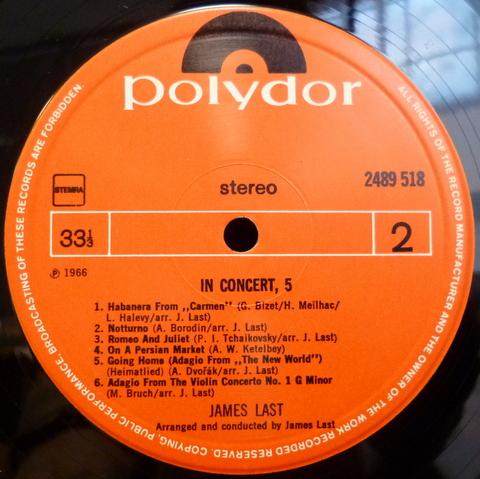 polydor
STEMRA
stereo
2489 518
33⅓
2
℗ 1966
IN CONCERT, 5
1. Habanera From ,,Carmen'' (G. Bizet/H. Meilhac/
L. Halevy/arr. J. Last)
2. Notturno (A. Borodin/arr. J. Last)
3. Romeo And Juliet (P. I. Tchaikovsky/arr. J. Last)
4. On A Persian Market (A. W. Ketelbey)
5. Going Home (Adagio From ,,The New World'')
(Heimatlied) (A. Dvořák/arr. J. Last)
6. Adagio From The Violin Concerto No. 1 G Minor
(M. Bruch/arr. J. Last)
JAMES LAST
Arranged and conducted by James Last
ALL RIGHTS OF THE RECORD MANUFACTURER AND THE OWNER OF THE WORK RECORDED RESERVED. COPYING, PUBLIC PERFORMANCE, BROADCASTING OF THESE RECORDS ARE FORBIDDEN.